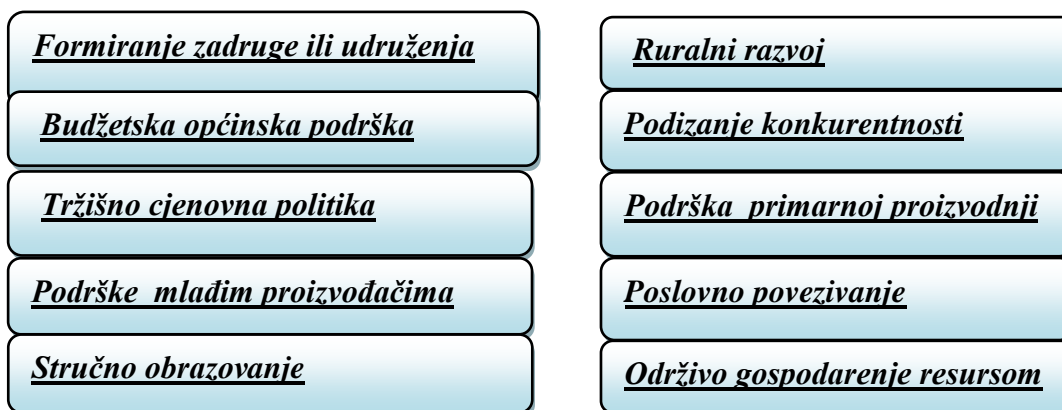 Formiranje zadruge ili udruženja
Budžetska općinska podrška
Tržišno cjenovna politika
Podrške  mlađim proizvođačima
Stručno obrazovanje
Ruralni razvoj
Podizanje konkurentnosti
Podrška  primarnoj proizvodnji
Poslovno povezivanje
Održivo gospodarenje resursom